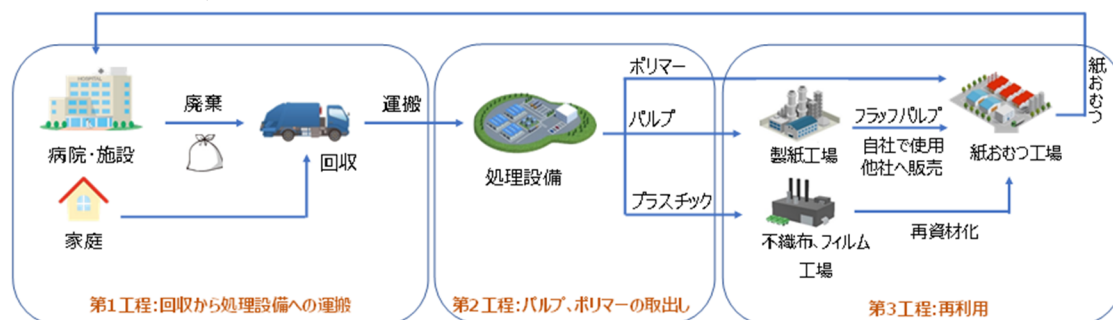 病院・施設
廃棄
家庭
回収
運搬
第1工程:回収から処理設備への運搬
処理設備
第2工程:パルプ、ポリマーの取出し
ポリマー
パルプ
プラスチック
製紙工場
フラッフパルプ
自社で使用
他社へ販売
紙おむつ工場
不織布、フィルム
工場
再資材化
紙おむつ
第3工程:再利用